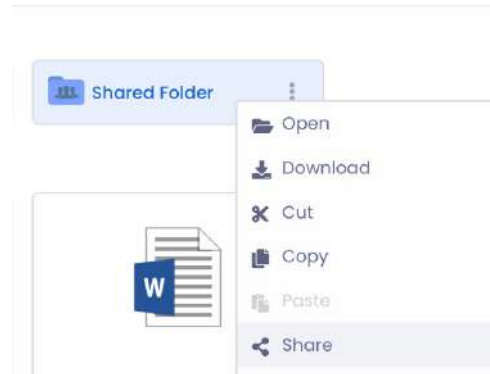 Shared Folder
Open
Download
Cut
Copy
Paste
Share
W